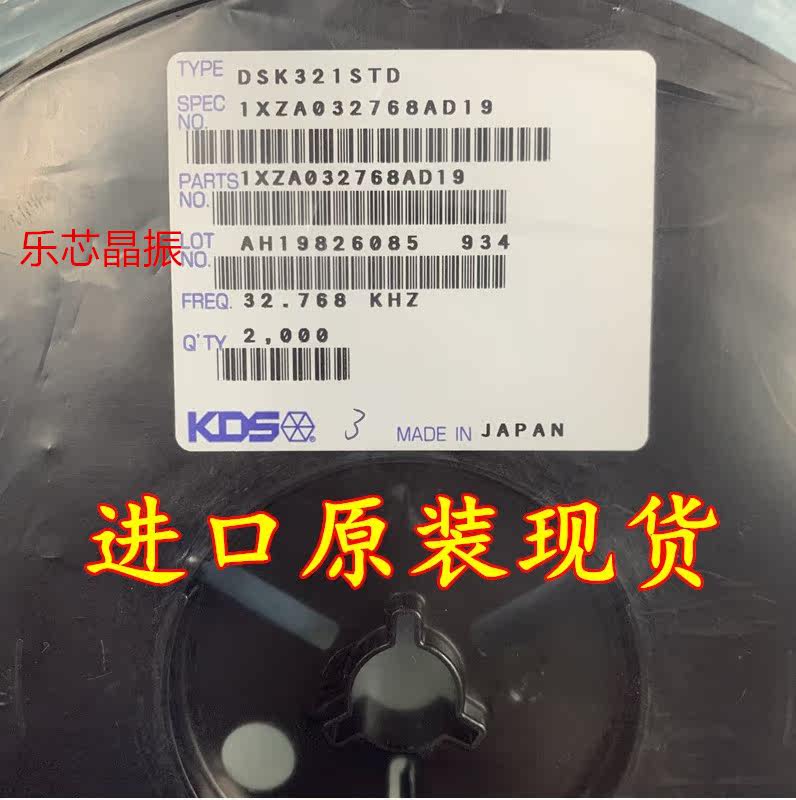 TYPE DSK321STD
SPEC NO. 1XZA032768AD19
PARTS NO. 1XZA032768AD19
乐芯晶振
LOT NO. AH19826085 934
FREQ. 32.768 KHZ
Q'TY 2,000
KDS 3 MADE IN JAPAN
进口原装现货